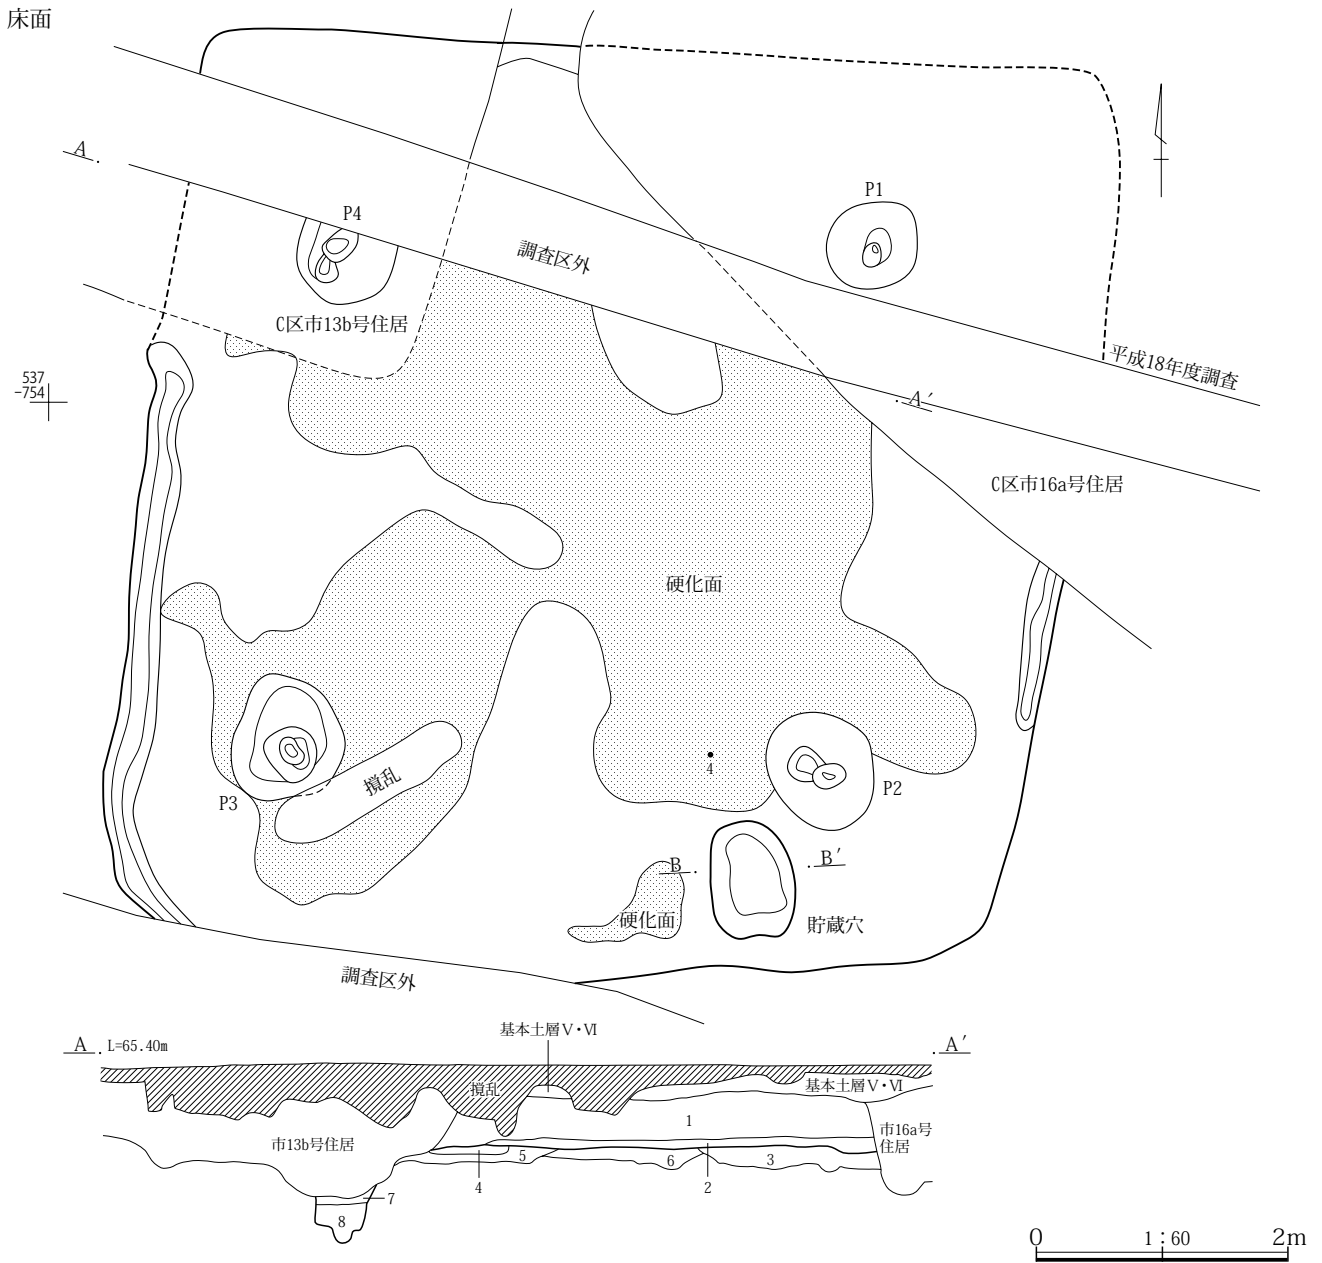 床面
A
P4
P1
調査区外
C区市13b号住居
平成18年度調査
537
-754
A′
C区市16a号住居
硬化面
4
P3
撹乱
P2
B
B′
硬化面
貯蔵穴
調査区外
基本土層Ⅴ・Ⅵ
A
L=65.40m
A′
撹乱
基本土層Ⅴ・Ⅵ
1
市16a号
住居
市13b号住居
5
6
3
4
2
7
8
0
1：60
2m